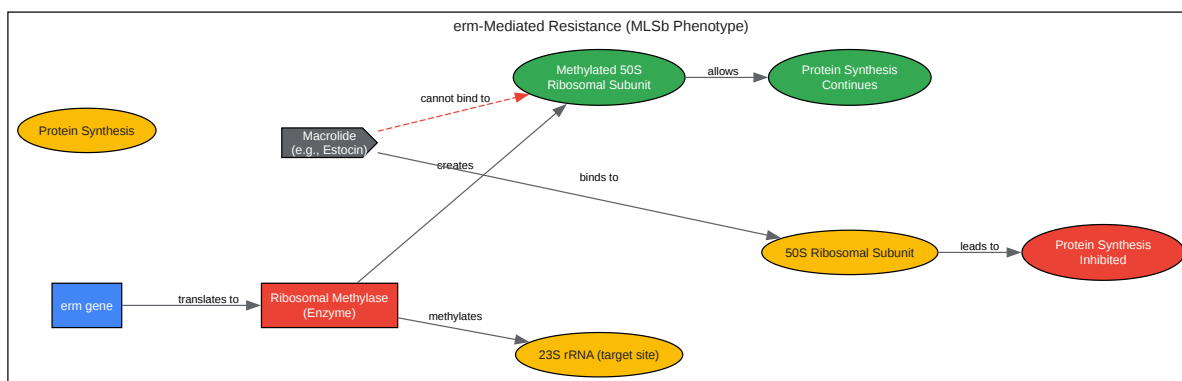 erm-Mediated Resistance (MLSb Phenotype)
Methylated 50S
Ribosomal Subunit
allows
Protein Synthesis
Continues
cannot bind to
Protein Synthesis
Macrolide
(e.g., Estocin)
creates
binds to
50S Ribosomal Subunit
leads to
Protein Synthesis
Inhibited
erm gene
translates to
Ribosomal Methylase
(Enzyme)
methylates
23S rRNA (target site)